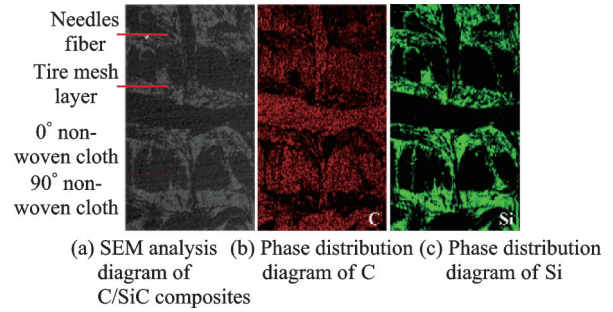 Needles
fiber
Tire mesh
layer
0° non-
woven cloth
90° non-
woven cloth
C
Si
(a) SEM analysis
diagram of
C/SiC composites
(b) Phase distribution
diagram of C
(c) Phase distribution
diagram of Si